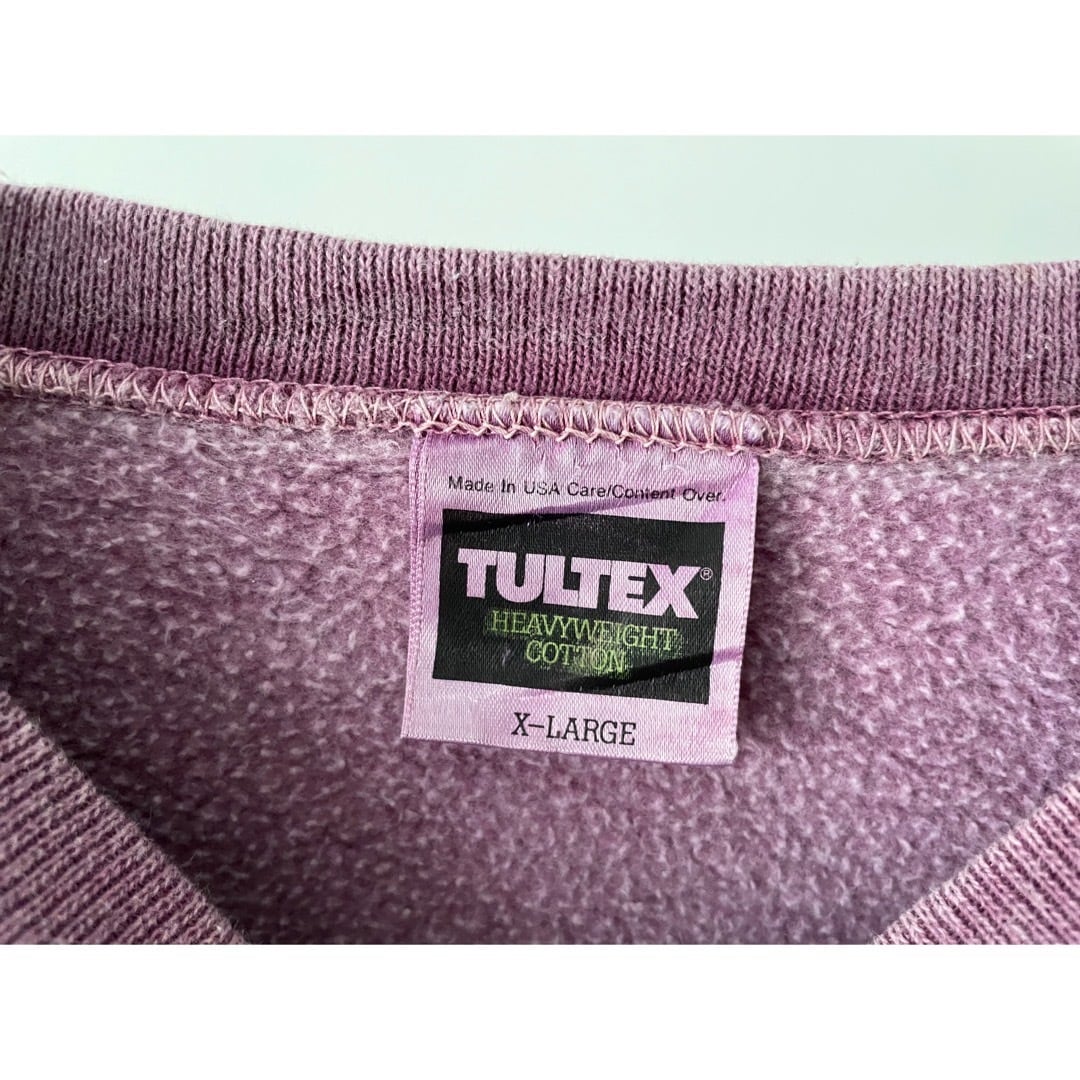 Made In USA Care/Content Over.
TULTEX®
HEAVYWEIGHT
COTTON
X-LARGE